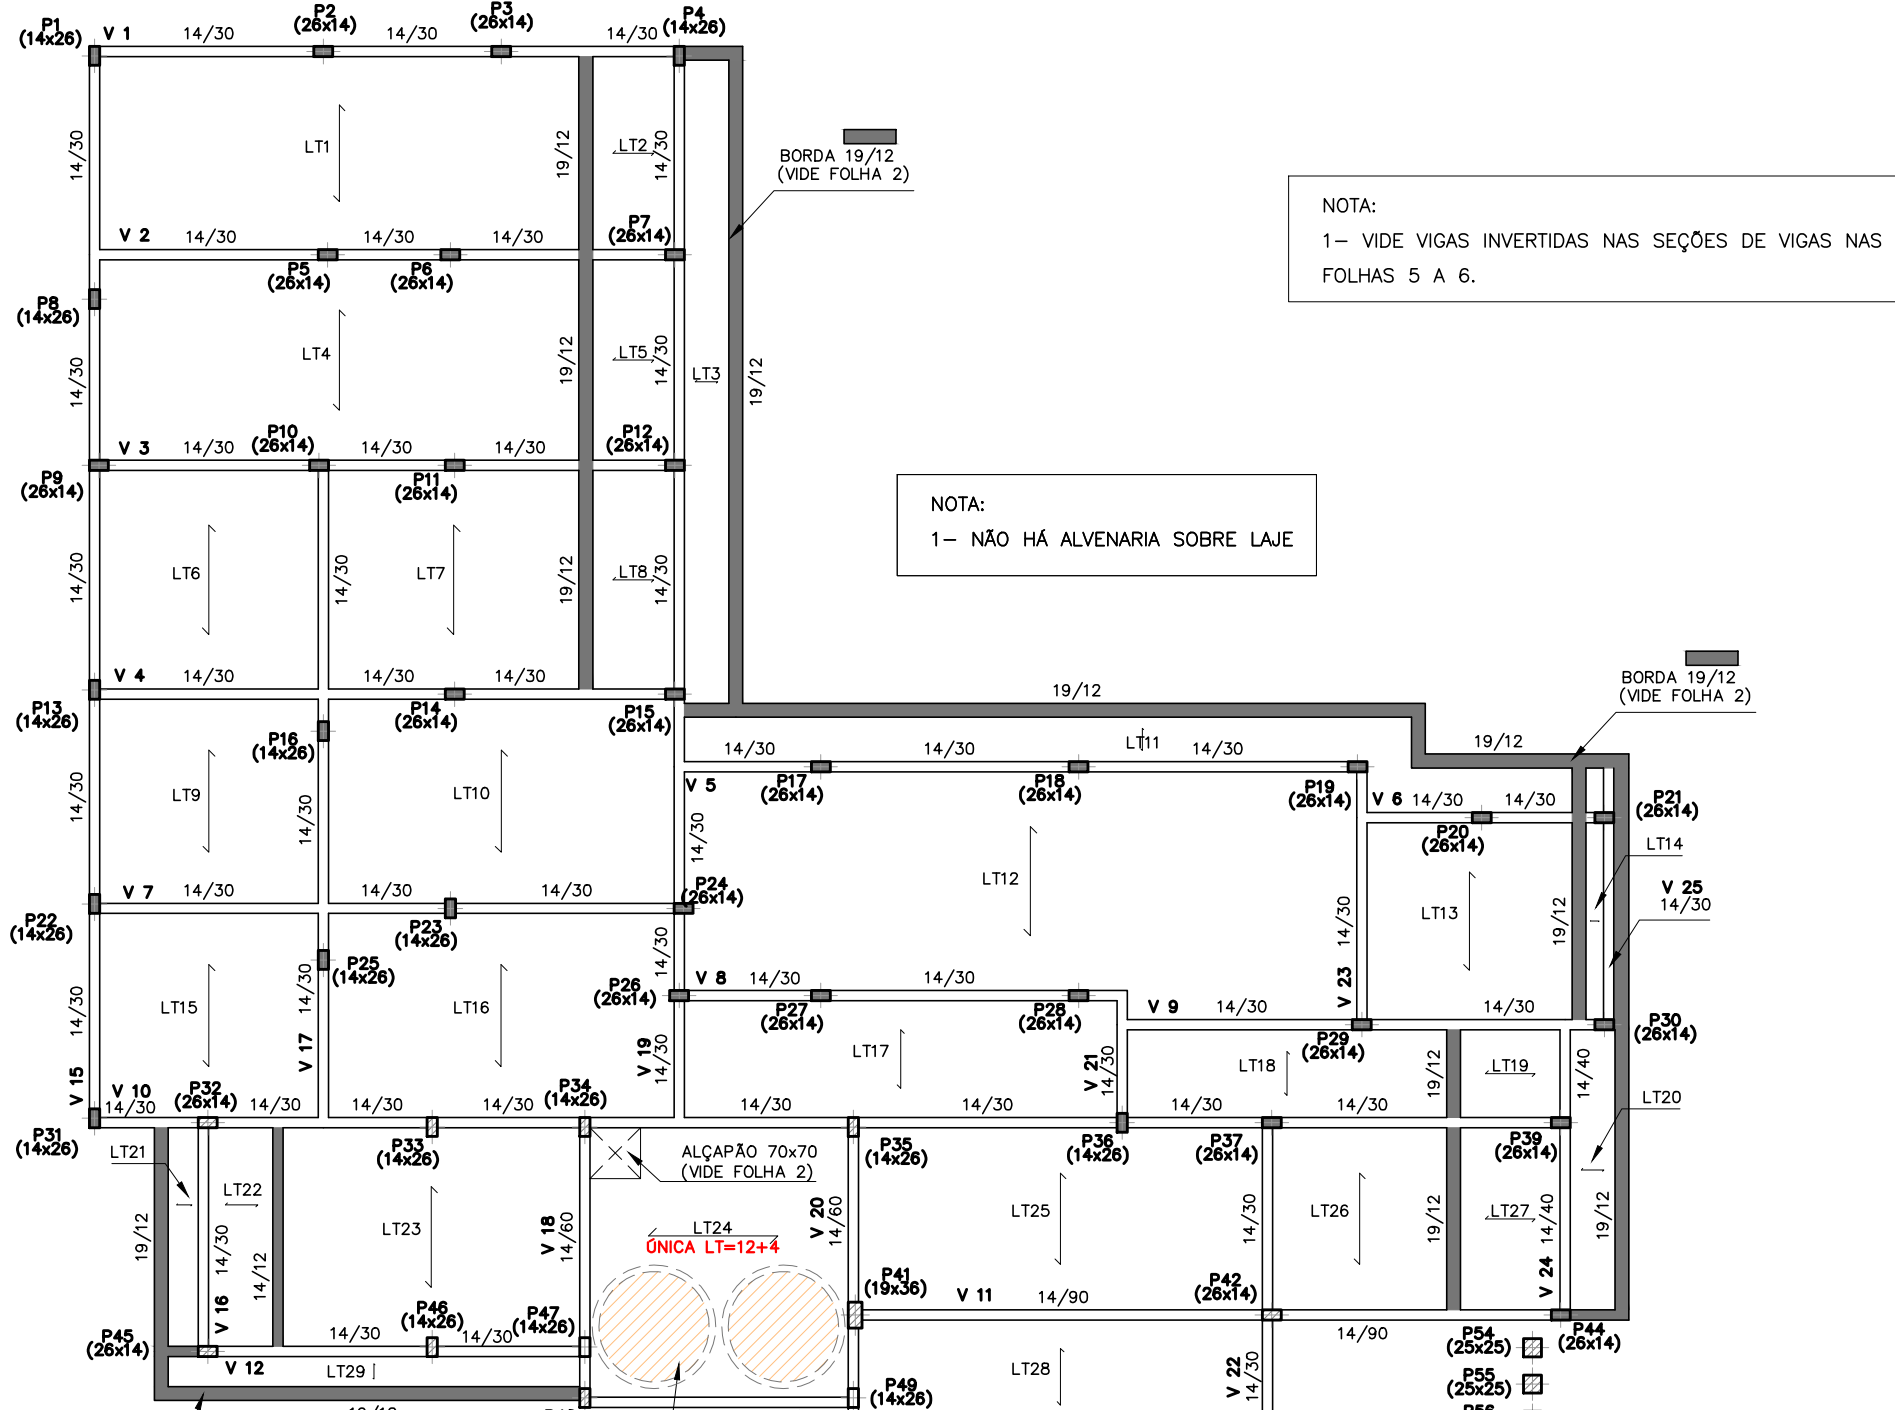 P1
(14x26)
V 1
14/30
P2
(26x14)
14/30
P3
(26x14)
14/30
P4
(14x26)
14/30
LT1
19/12
LT2
14/30
BORDA 19/12
(VIDE FOLHA 2)
NOTA:
1- VIDE VIGAS INVERTIDAS NAS SEÇÕES DE VIGAS NAS
FOLHAS 5 A 6.
V 2
14/30
14/30
14/30
P7
(26x14)
P5
(26x14)
P6
(26x14)
P8
(14x26)
14/30
LT4
19/12
LT5
14/30
LT3
19/12
V 3
14/30
P10
(26x14)
14/30
14/30
P12
(26x14)
P9
(26x14)
P11
(26x14)
NOTA:
1- NÃO HÁ ALVENARIA SOBRE LAJE
14/30
LT6
14/30
LT7
19/12
LT8
14/30
V 4
14/30
14/30
14/30
P13
(14x26)
P14
(26x14)
P15
(26x14)
19/12
BORDA 19/12
(VIDE FOLHA 2)
P16
(14x26)
14/30
14/30
LT11
14/30
19/12
V 5
P17
(26x14)
P18
(26x14)
P19
(26x14)
V 6
14/30
14/30
P21
(26x14)
P20
(26x14)
14/30
LT9
14/30
LT10
14/30
LT12
14/30
LT13
19/12
LT14
V 25
14/30
V 7
14/30
14/30
14/30
P24
(26x14)
P22
(14x26)
P23
(14x26)
14/30
P25
(14x26)
P26
(26x14)
V 8
14/30
14/30
V 23
V 9
14/30
14/30
P27
(26x14)
P28
(26x14)
P29
(26x14)
P30
(26x14)
14/30
LT15
14/30
V 17
LT16
V 19
14/30
LT17
V 21
14/30
LT18
19/12
LT19
14/40
LT20
V 15
V 10
14/30
P32
(26x14)
14/30
14/30
14/30
P34
(14x26)
14/30
14/30
14/30
14/30
P31
(14x26)
LT21
P33
(14x26)
ALÇAPÃO 70x70
(VIDE FOLHA 2)
P35
(14x26)
P36
(14x26)
P37
(26x14)
P39
(26x14)
19/12
14/30
V 16
LT22
14/12
LT23
V 18
14/60
LT24
ÚNICA LT=12+4
V 20
14/60
LT25
14/30
LT26
19/12
LT27
14/40
V 24
19/12
P41
(19x36)
V 11
14/90
P42
(26x14)
P45
(26x14)
V 12
14/30
P46
(14x26)
14/30
P47
(14x26)
14/90
P54
(25x25)
P44
(26x14)
LT29
LT28
V 22
14/30
P55
(25x25)
P49
(14x26)